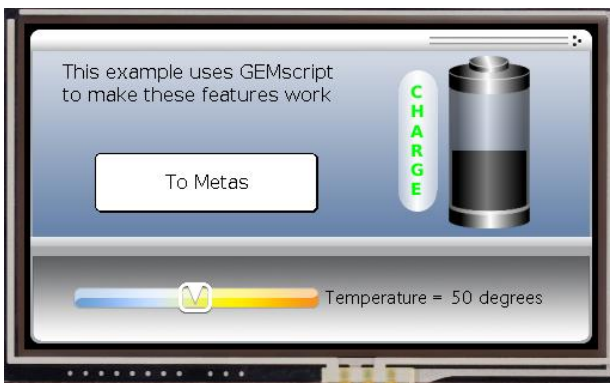 This example uses GEMscript
to make these features work
CHARGE
To Metas
Temperature = 50 degrees